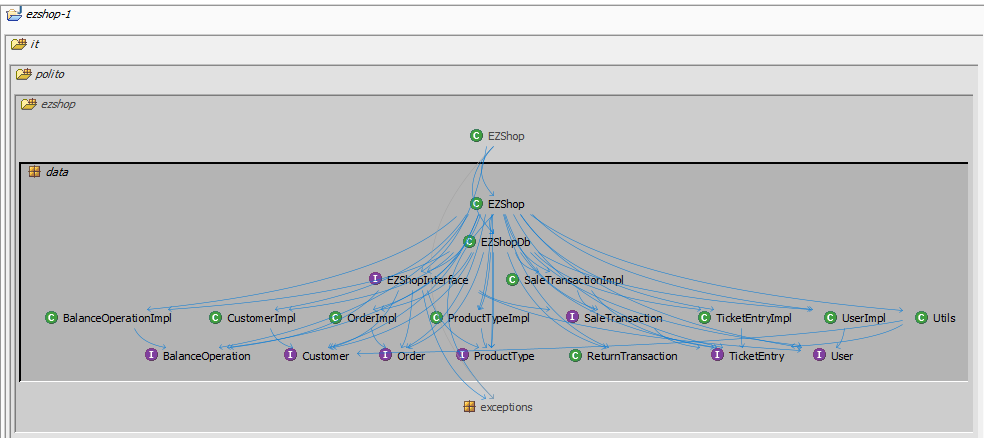 ezshop-1
it
polito
ezshop
C EZShop
data
C EZShop
C EZShopDb
I EZShopInterface C SaleTransactionImpl
C BalanceOperationImpl C CustomerImpl C OrderImpl C ProductTypeImpl I SaleTransaction C TicketEntryImpl C UserImpl C Utils
I BalanceOperation I Customer I Order I ProductType C ReturnTransaction I TicketEntry I User
exceptions